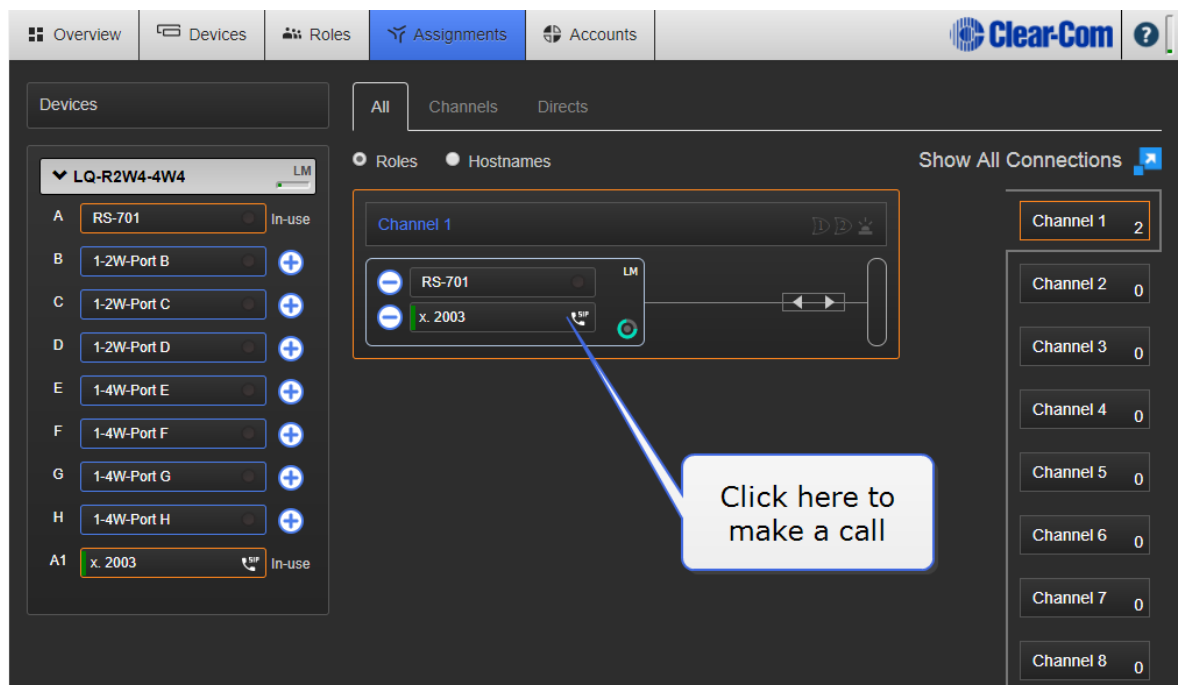 Overview
Devices
Roles
Assignments
Accounts
Clear-Com
?
Devices
All
Channels
Directs
LQ-R2W4-4W4
LM
A
RS-701
In-use
B
1-2W-Port B
C
1-2W-Port C
D
1-2W-Port D
E
1-4W-Port E
F
1-4W-Port F
G
1-4W-Port G
H
1-4W-Port H
A1
x. 2003
SIP
In-use
Roles
Hostnames
Show All Connections
Channel 1
1
2
RS-701
LM
x. 2003
SIP
Click here to
make a call
Channel 1
2
Channel 2
0
Channel 3
0
Channel 4
0
Channel 5
0
Channel 6
0
Channel 7
0
Channel 8
0